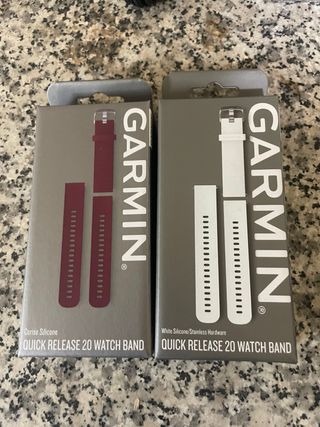 GARMIN®
Cerise Silicone
QUICK RELEASE 20 WATCH BAND
GARMIN®
White Silicone/Stainless Hardware
QUICK RELEASE 20 WATCH BAND